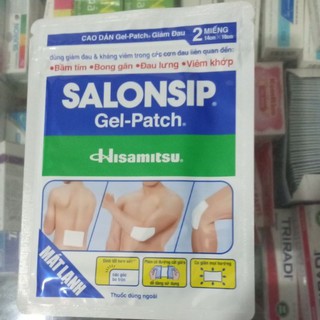 CAO DÁN Gel-Patch® Giảm Đau
2 MIẾNG
14cm x 10cm
Dùng giảm đau & kháng viêm trong các cơn đau liên quan đến:
• Bầm tím • Bong gân • Đau lưng • Viêm khớp
SALONSIP®
Gel-Patch®
Hisamitsu®
MÁT LẠNH
Thuốc dùng ngoài
TRIRADI